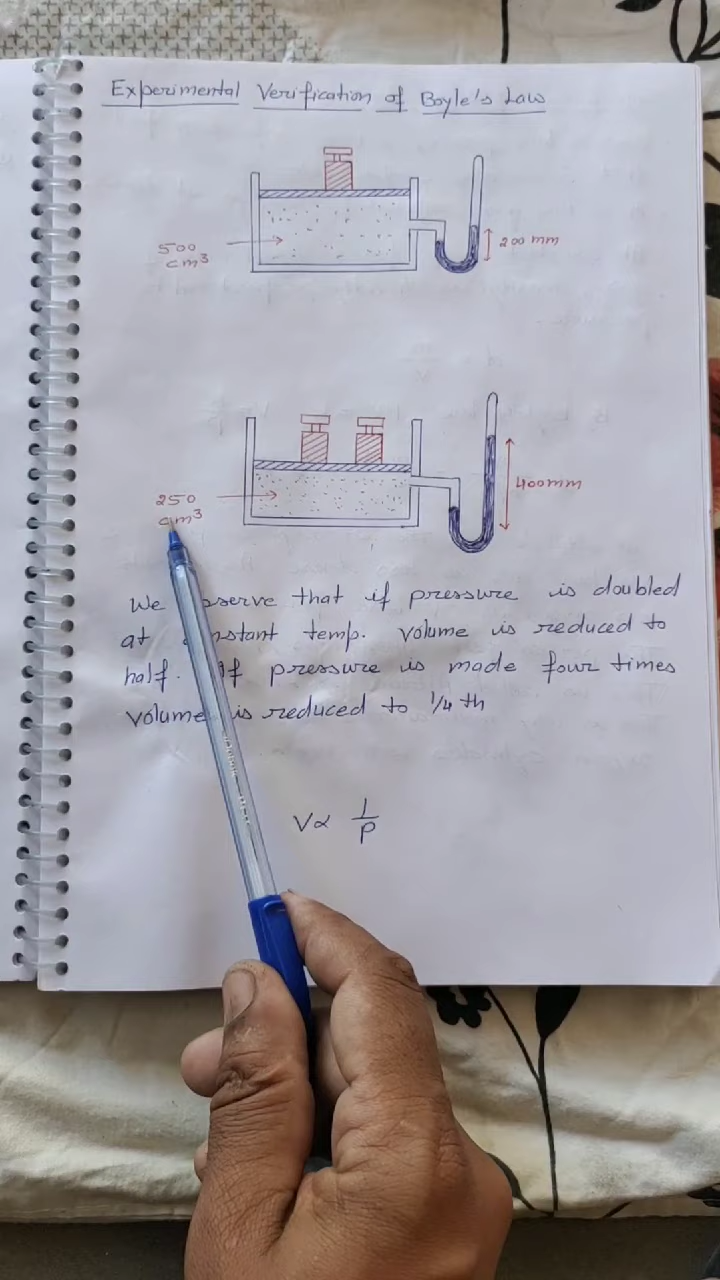 Experimental Verification of Boyle's Law
500
cm³
200 mm
250
cm³
400mm
We observe that if pressure is doubled
at constant temp. volume is reduced to
half. If pressure is made four times
volume is reduced to 1/4 th
V∝ 1/P